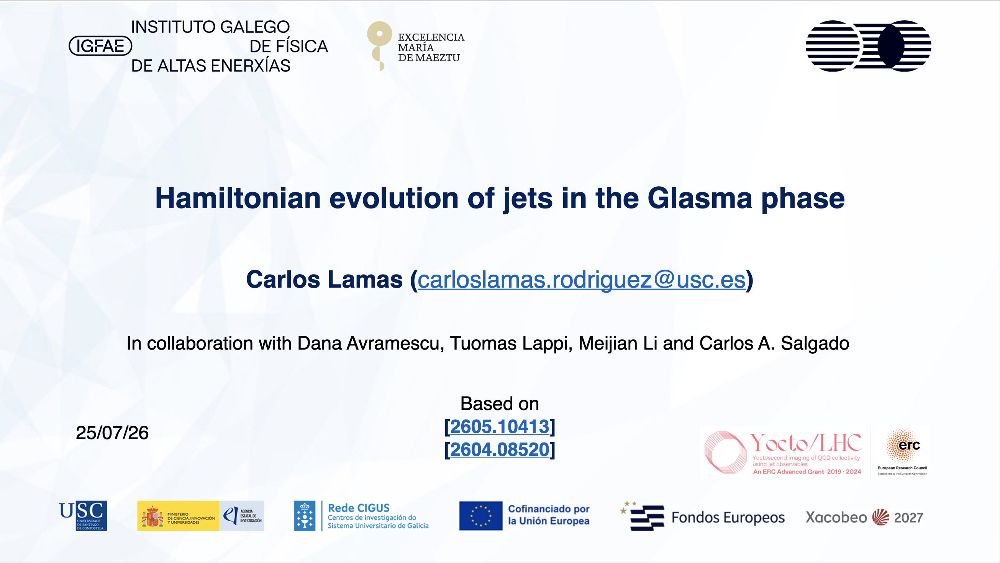 INSTITUTO GALEGO
IGFAE
DE FÍSICA
DE ALTAS ENERXÍAS
EXCELENCIA
MARÍA
DE MAEZTU
Hamiltonian evolution of jets in the Glasma phase
Carlos Lamas (carloslamas.rodriguez@usc.es)
In collaboration with Dana Avramescu, Tuomas Lappi, Meijian Li and Carlos A. Salgado
Based on
[2605.10413]
[2604.08520]
25/07/26
Yocto/LHC
Yoctosecond imaging of QCD collectivity
using jet observables
An ERC Advanced Grant 2019 · 2024
erc
European Research Council
Established by the European Commission
USC
UNIVERSIDADE
DE SANTIAGO
DE COMPOSTELA
MINISTERIO
DE CIENCIA, INNOVACIÓN
Y UNIVERSIDADES
AGENCIA
ESTATAL DE
INVESTIGACIÓN
Rede CIGUS
Centros de investigación do
Sistema Universitario de Galicia
Cofinanciado por
la Unión Europea
Fondos Europeos
Xacobeo 2027